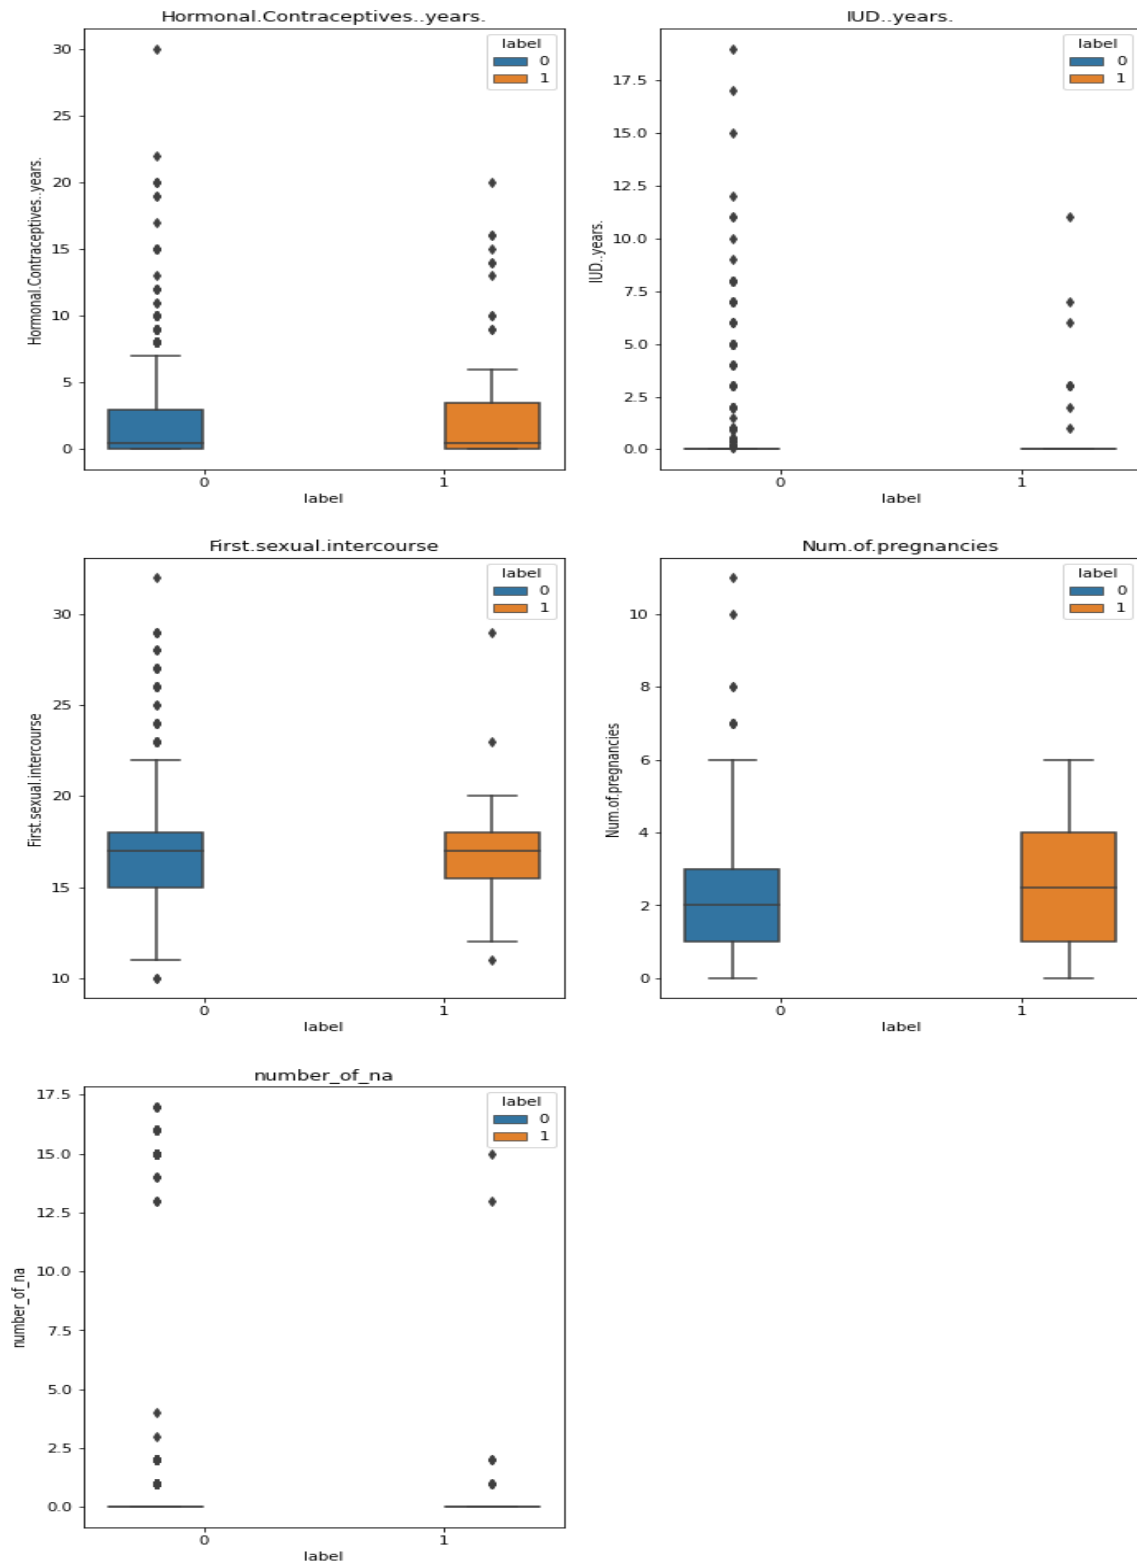 Hormonal.Contraceptives..years.
Hormonal.Contraceptives..years.
30
25
20
15
10
5
0
label
0
1
0 1
label
IUD..years.
IUD..years.
17.5
15.0
12.5
10.0
7.5
5.0
2.5
0.0
label
0
1
0 1
label
First.sexual.intercourse
First.sexual.intercourse
30
25
20
15
10
label
0
1
0 1
label
Num.of.pregnancies
Num.of.pregnancies
10
8
6
4
2
0
label
0
1
0 1
label
number_of_na
number_of_na
17.5
15.0
12.5
10.0
7.5
5.0
2.5
0.0
label
0
1
0 1
label